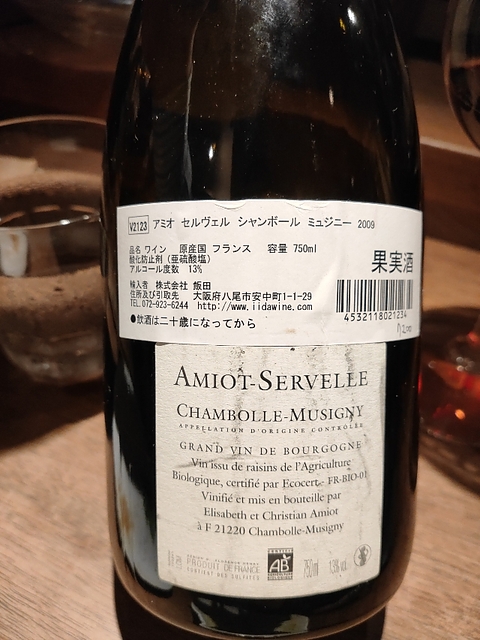 V2123 アミオ セルヴェル シャンボール ミュジニー 2009
品名 ワイン 原産国 フランス 容量 750ml
酸化防止剤（亜硫酸塩）
アルコール度数 13%
果実酒
輸入者 株式会社 飯田
住所及び引取先 大阪府八尾市安中町1-1-29
TEL.072-923-6244 http://www.iidawine.com
●飲酒は二十歳になってから
4532118021234
AMIOT-SERVELLE
CHAMBOLLE-MUSIGNY
APPELLATION D'ORIGINE CONTRÔLÉE
GRAND VIN DE BOURGOGNE
Vin issu de raisins de l'Agriculture
Biologique, certifié par Ecocert - FR-BIO-01
Vinifié et mis en bouteille par
Elisabeth et Christian Amiot
à F 21220 Chambolle-Musigny
PRODUIT DE FRANCE
AB
750ml 13% vol.